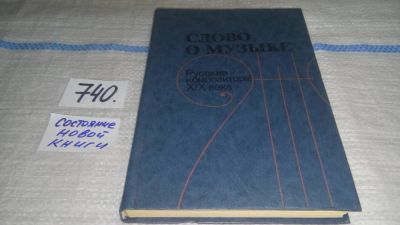 СЛОВО
О МУЗЫКЕ
Русские
композиторы
XIX века
740.
СОСТОЯНИЕ
НОВОЙ
КНИГИ